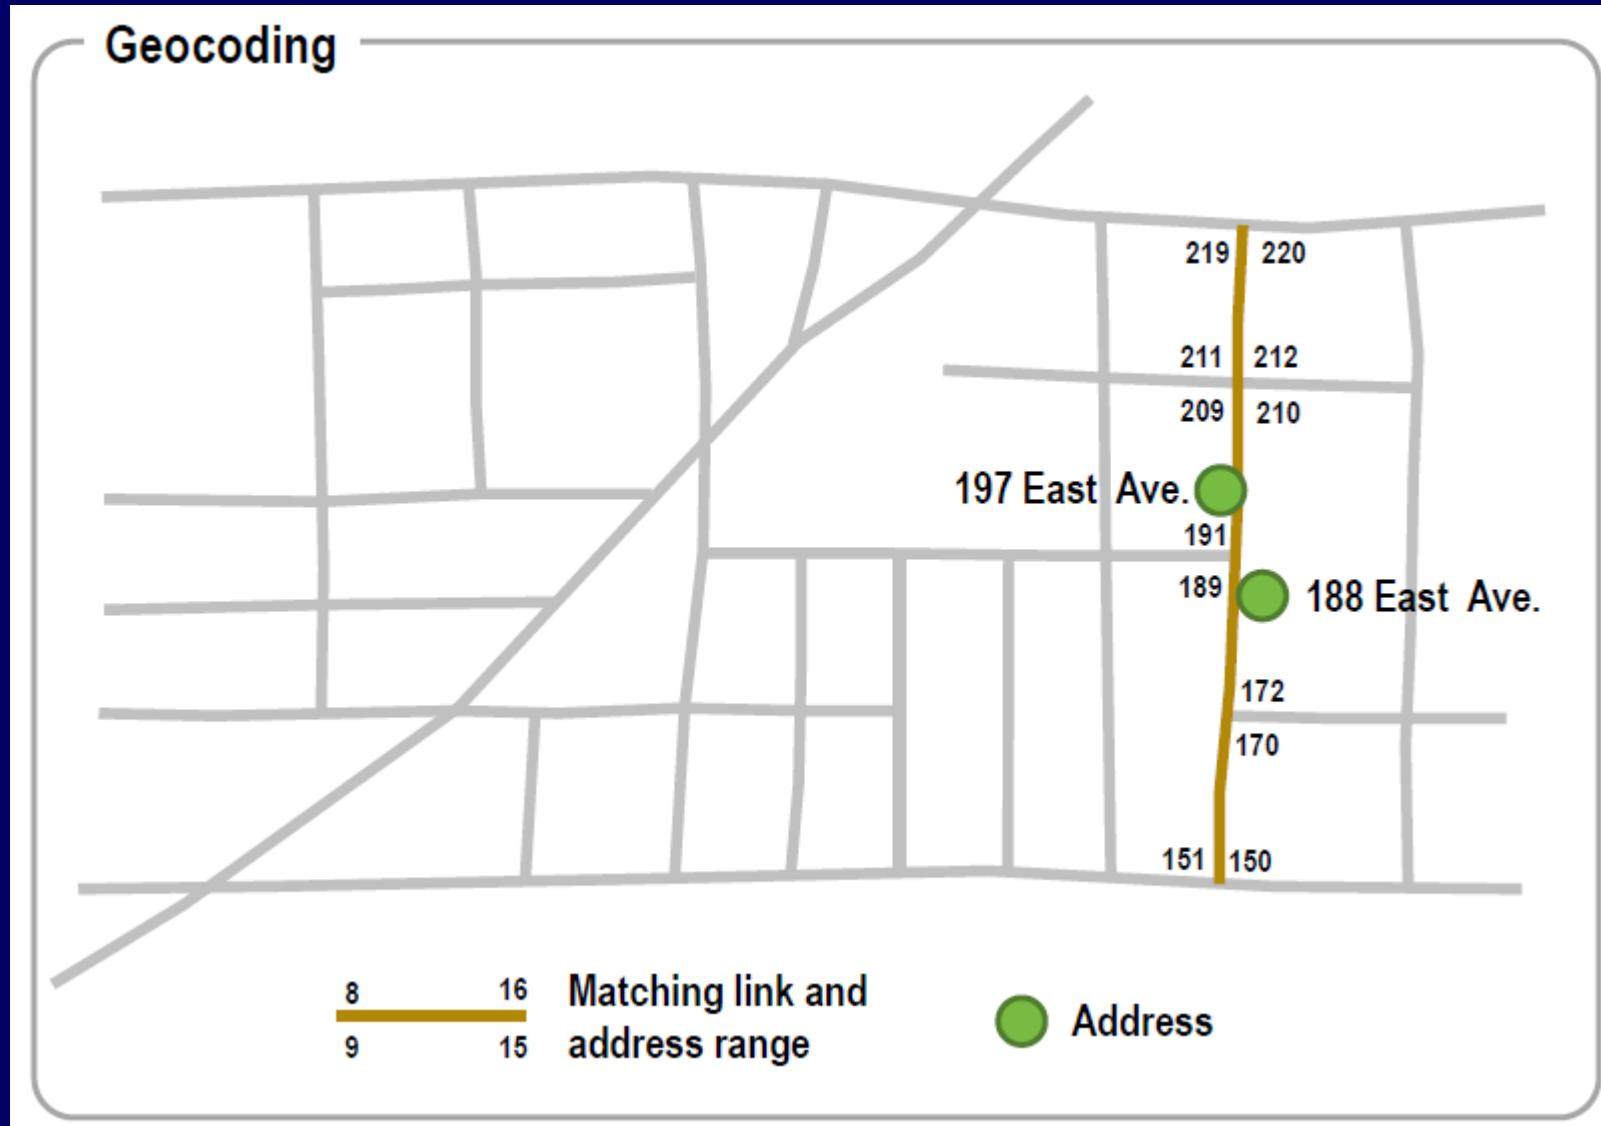 Geocoding
219 220
211 212
209 210
197 East Ave.
191
189
188 East Ave.
172
170
151 150
8 16
9 15
Matching link and
address range
Address